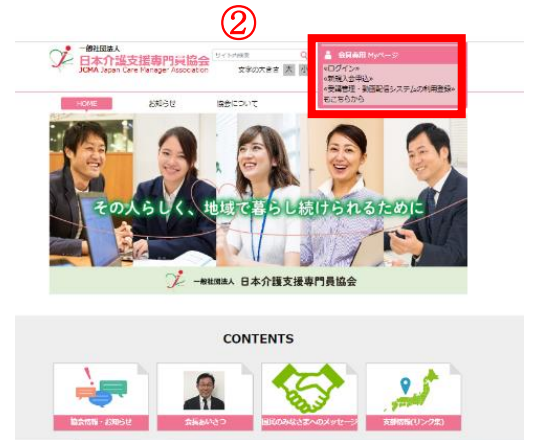 ②
一般社団法人
日本介護支援専門員協会
JCMA Japan Care Manager Association
サイト内検索
文字の大きさ 大 小
会員専用 Myページ
«ログイン»
«新規入会申込»
«受講管理・動画配信システムの利用登録»
もこちらから
HOME お知らせ 協会について
その人らしく、地域で暮らし続けられるために
一般社団法人 日本介護支援専門員協会
CONTENTS
協会情報・お知らせ 会長あいさつ 国民のみなさまへのメッセージ 支部情報(リンク集)